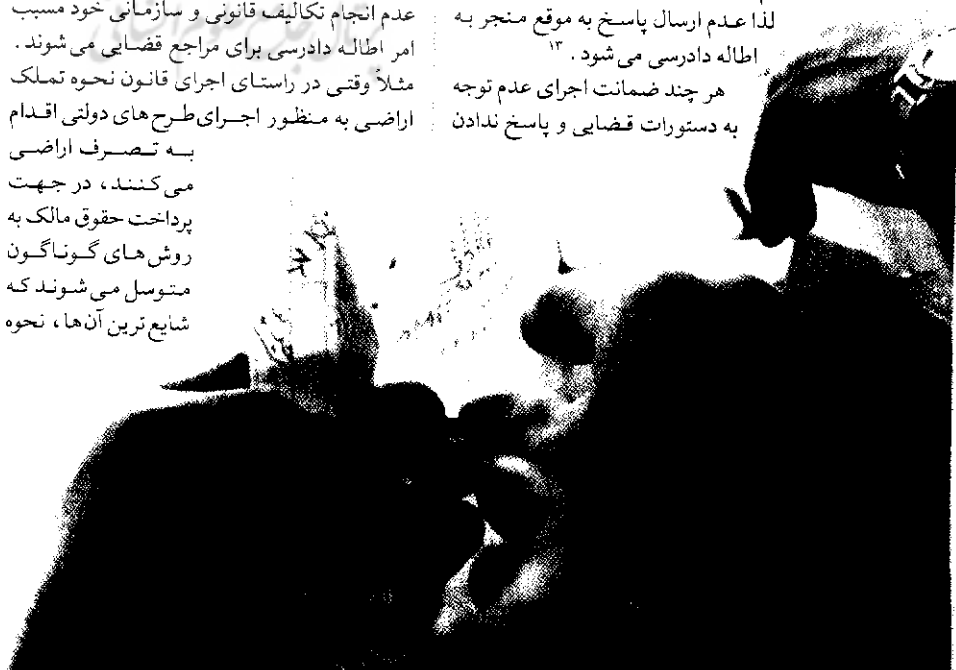 لذا عدم ارسال پاسخ به موقع منجر به
اطاله دادرسی می‌شود. ۱۳
هر چند ضمانت اجرای عدم توجه
به دستورات قضایی و پاسخ ندادن
عدم انجام تکالیف قانونی و سازمانی خود مسبب
امر اطاله دادرسی برای مراجع قضایی می‌شوند.
مثلاً وقتی در راستای اجرای قانون نحوه تملک
اراضی به منظور اجرای طرح‌های دولتی اقدام
به تصرف اراضی
می‌کنند، در جهت
پرداخت حقوق مالک به
روش‌های گوناگون
متوسل می‌شوند که
شایع‌ترین آن‌ها، نحوه